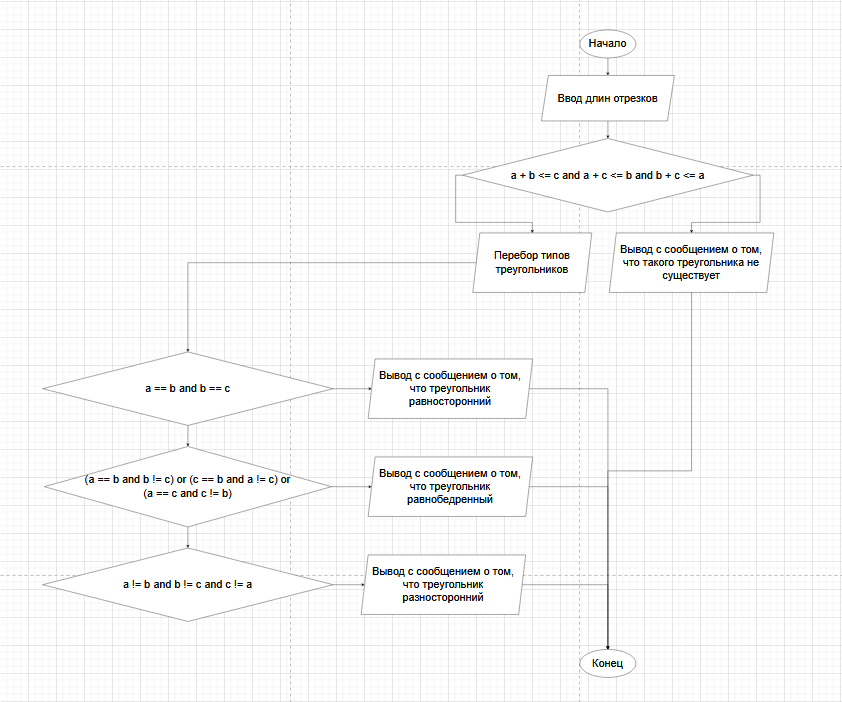 Начало
Ввод длин отрезков
a + b <= c and a + c <= b and b + c <= a
Перебор типов
треугольников
Вывод с сообщением о том,
что такого треугольника не
существует
a == b and b == c
Вывод с сообщением о том,
что треугольник
равносторонний
(a == b and b != c) or (c == b and a != c) or
(a == c and c != b)
Вывод с сообщением о том,
что треугольник
равнобедренный
a != b and b != c and c != a
Вывод с сообщением о том,
что треугольник
разносторонний
Конец